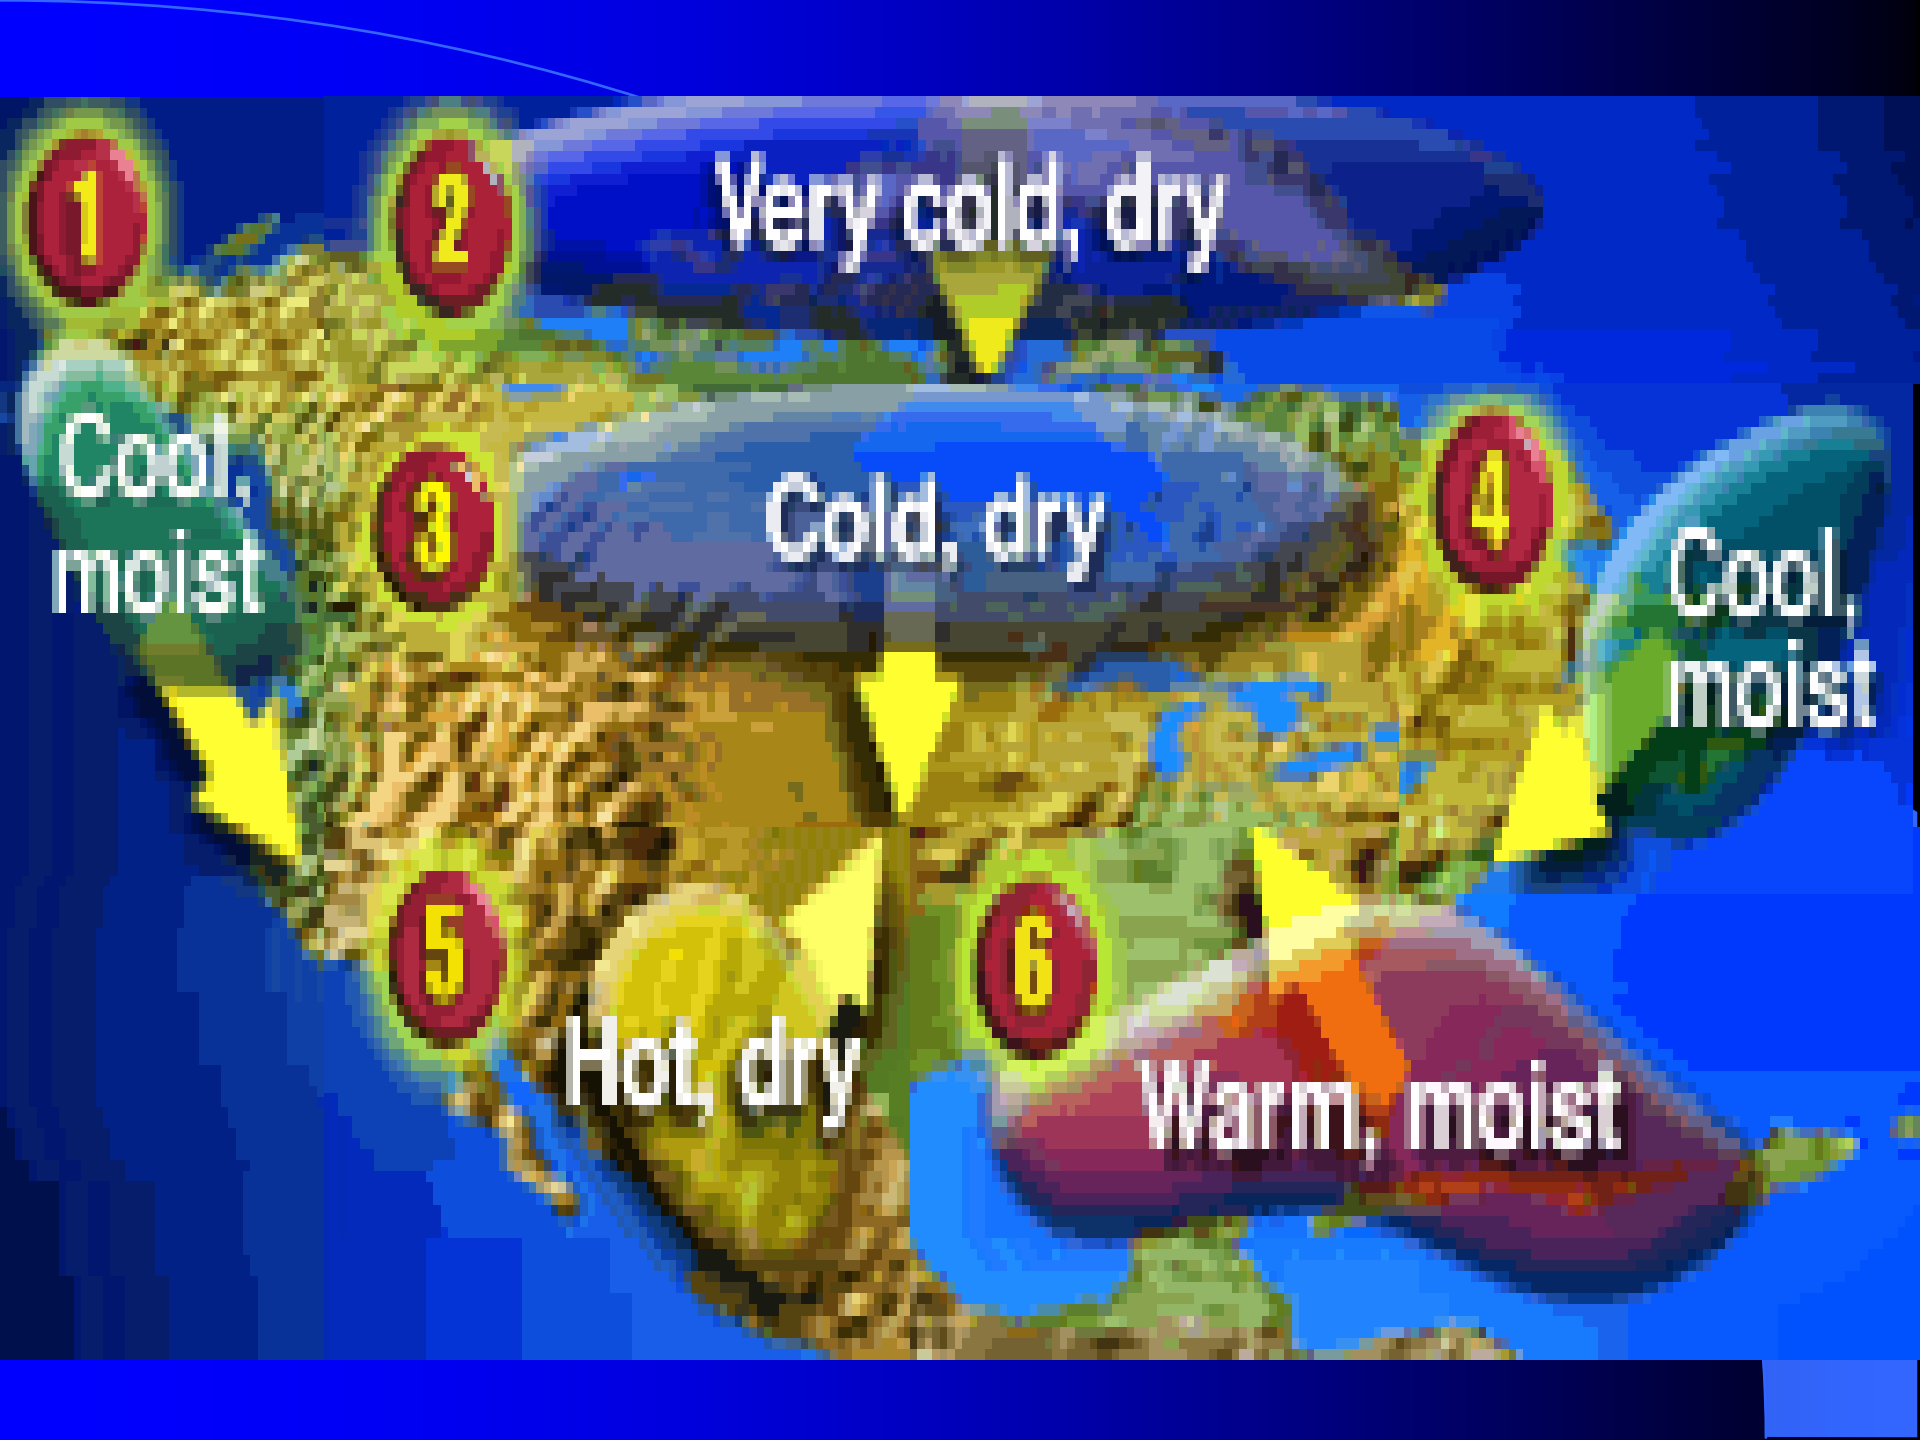 1
2
Very cold, dry
Cool,
moist
3
Cold, dry
4
Cool,
moist
5
Hot, dry
6
Warm, moist